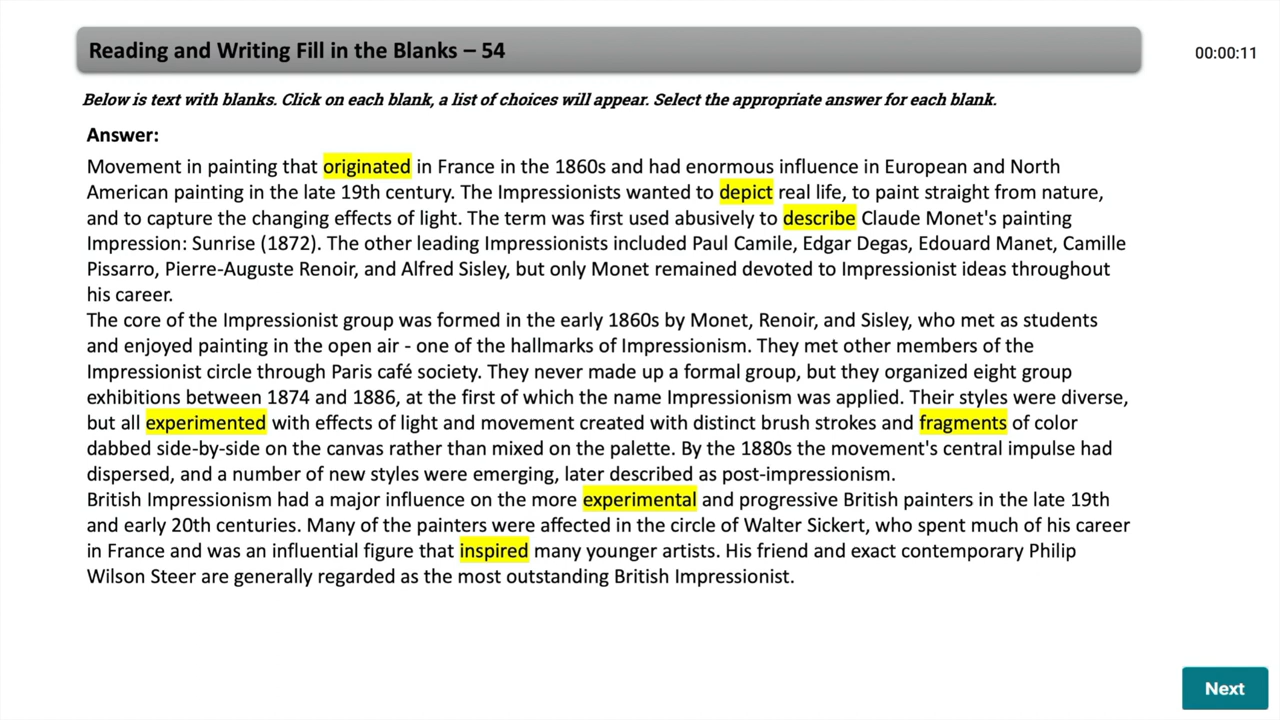 Reading and Writing Fill in the Blanks – 54
00:00:11
Below is text with blanks. Click on each blank, a list of choices will appear. Select the appropriate answer for each blank.
Answer:
Movement in painting that originated in France in the 1860s and had enormous influence in European and North
American painting in the late 19th century. The Impressionists wanted to depict real life, to paint straight from nature,
and to capture the changing effects of light. The term was first used abusively to describe Claude Monet's painting
Impression: Sunrise (1872). The other leading Impressionists included Paul Camile, Edgar Degas, Edouard Manet, Camille
Pissarro, Pierre-Auguste Renoir, and Alfred Sisley, but only Monet remained devoted to Impressionist ideas throughout
his career.
The core of the Impressionist group was formed in the early 1860s by Monet, Renoir, and Sisley, who met as students
and enjoyed painting in the open air - one of the hallmarks of Impressionism. They met other members of the
Impressionist circle through Paris café society. They never made up a formal group, but they organized eight group
exhibitions between 1874 and 1886, at the first of which the name Impressionism was applied. Their styles were diverse,
but all experimented with effects of light and movement created with distinct brush strokes and fragments of color
dabbed side-by-side on the canvas rather than mixed on the palette. By the 1880s the movement's central impulse had
dispersed, and a number of new styles were emerging, later described as post-impressionism.
British Impressionism had a major influence on the more experimental and progressive British painters in the late 19th
and early 20th centuries. Many of the painters were affected in the circle of Walter Sickert, who spent much of his career
in France and was an influential figure that inspired many younger artists. His friend and exact contemporary Philip
Wilson Steer are generally regarded as the most outstanding British Impressionist.
Next